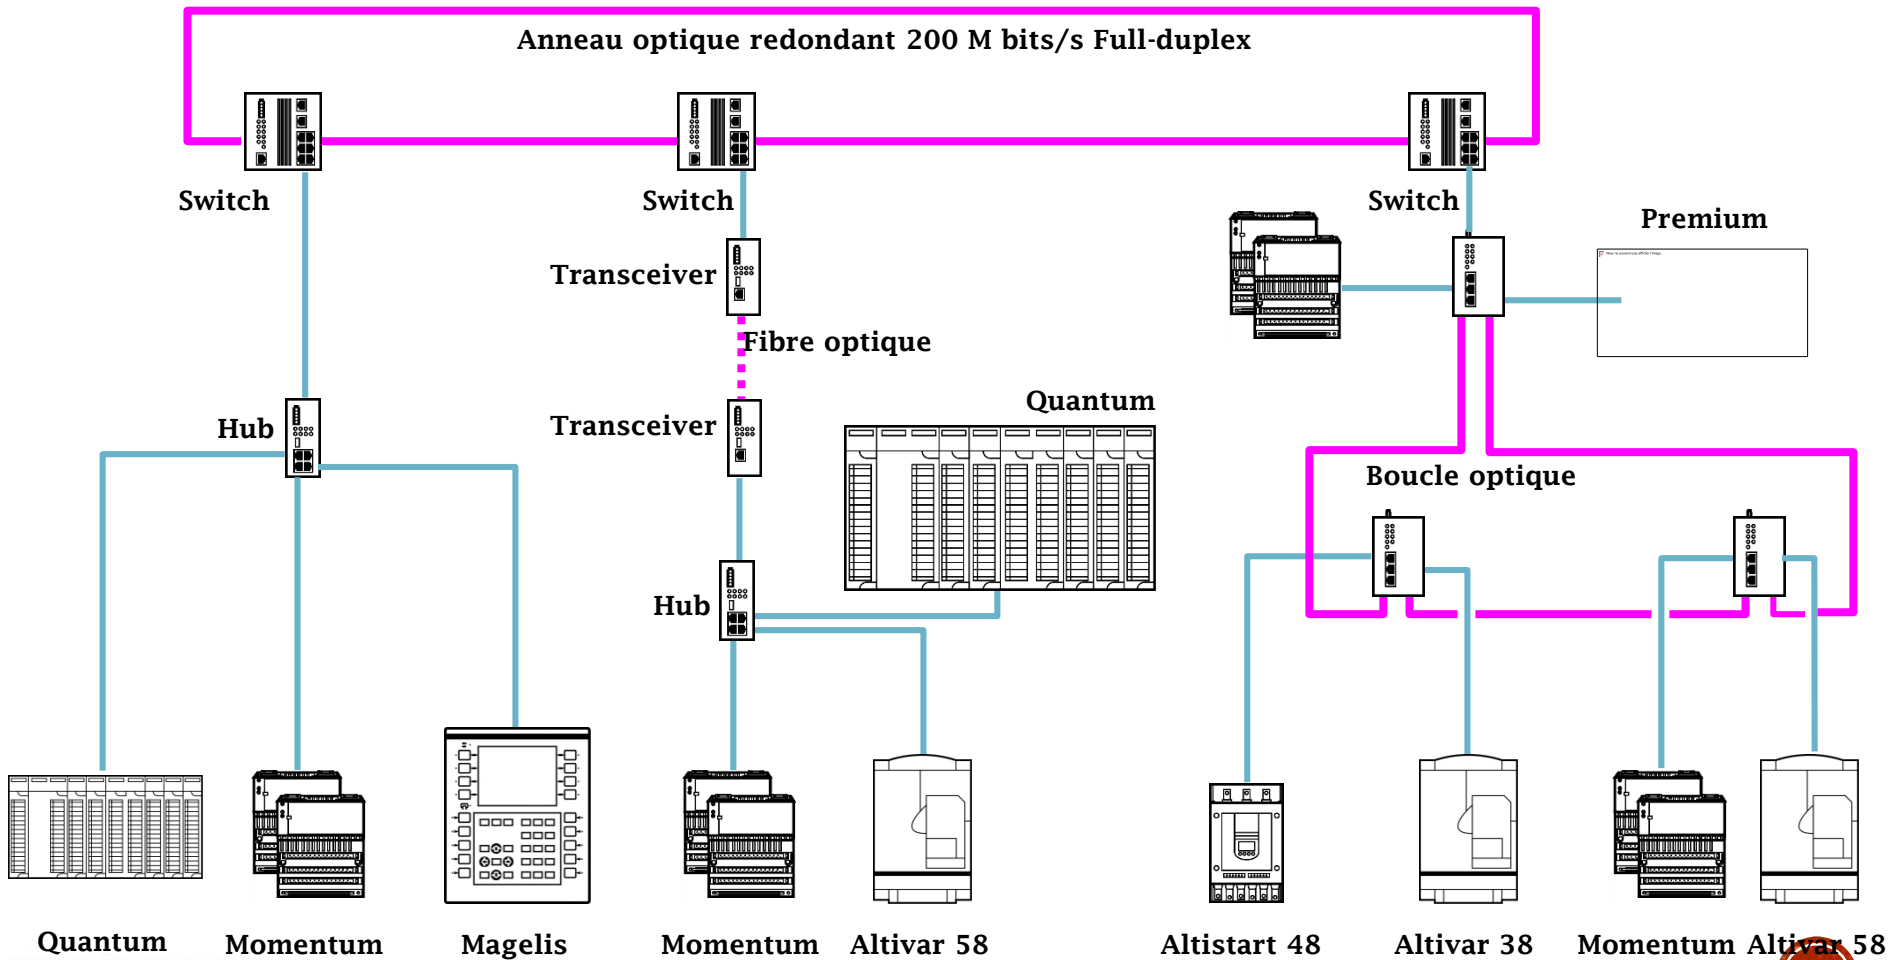 Anneau optique redondant 200 M bits/s Full-duplex
Switch
Switch
Switch
Premium
Transceiver
Fibre optique
Transceiver
Quantum
Hub
Boucle optique
Hub
Quantum
Momentum
Magelis
Momentum
Altivar 58
Altistart 48
Altivar 38
Momentum
Altivar 58